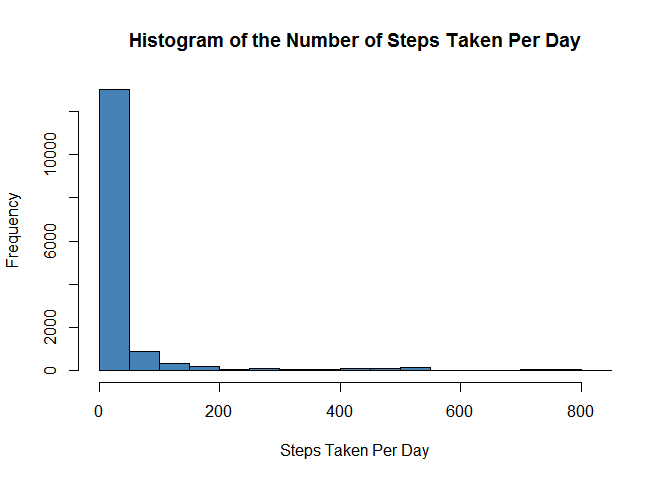 Histogram of the Number of Steps Taken Per Day
Frequency
10000
6000
2000
0
0 200 400 600 800
Steps Taken Per Day